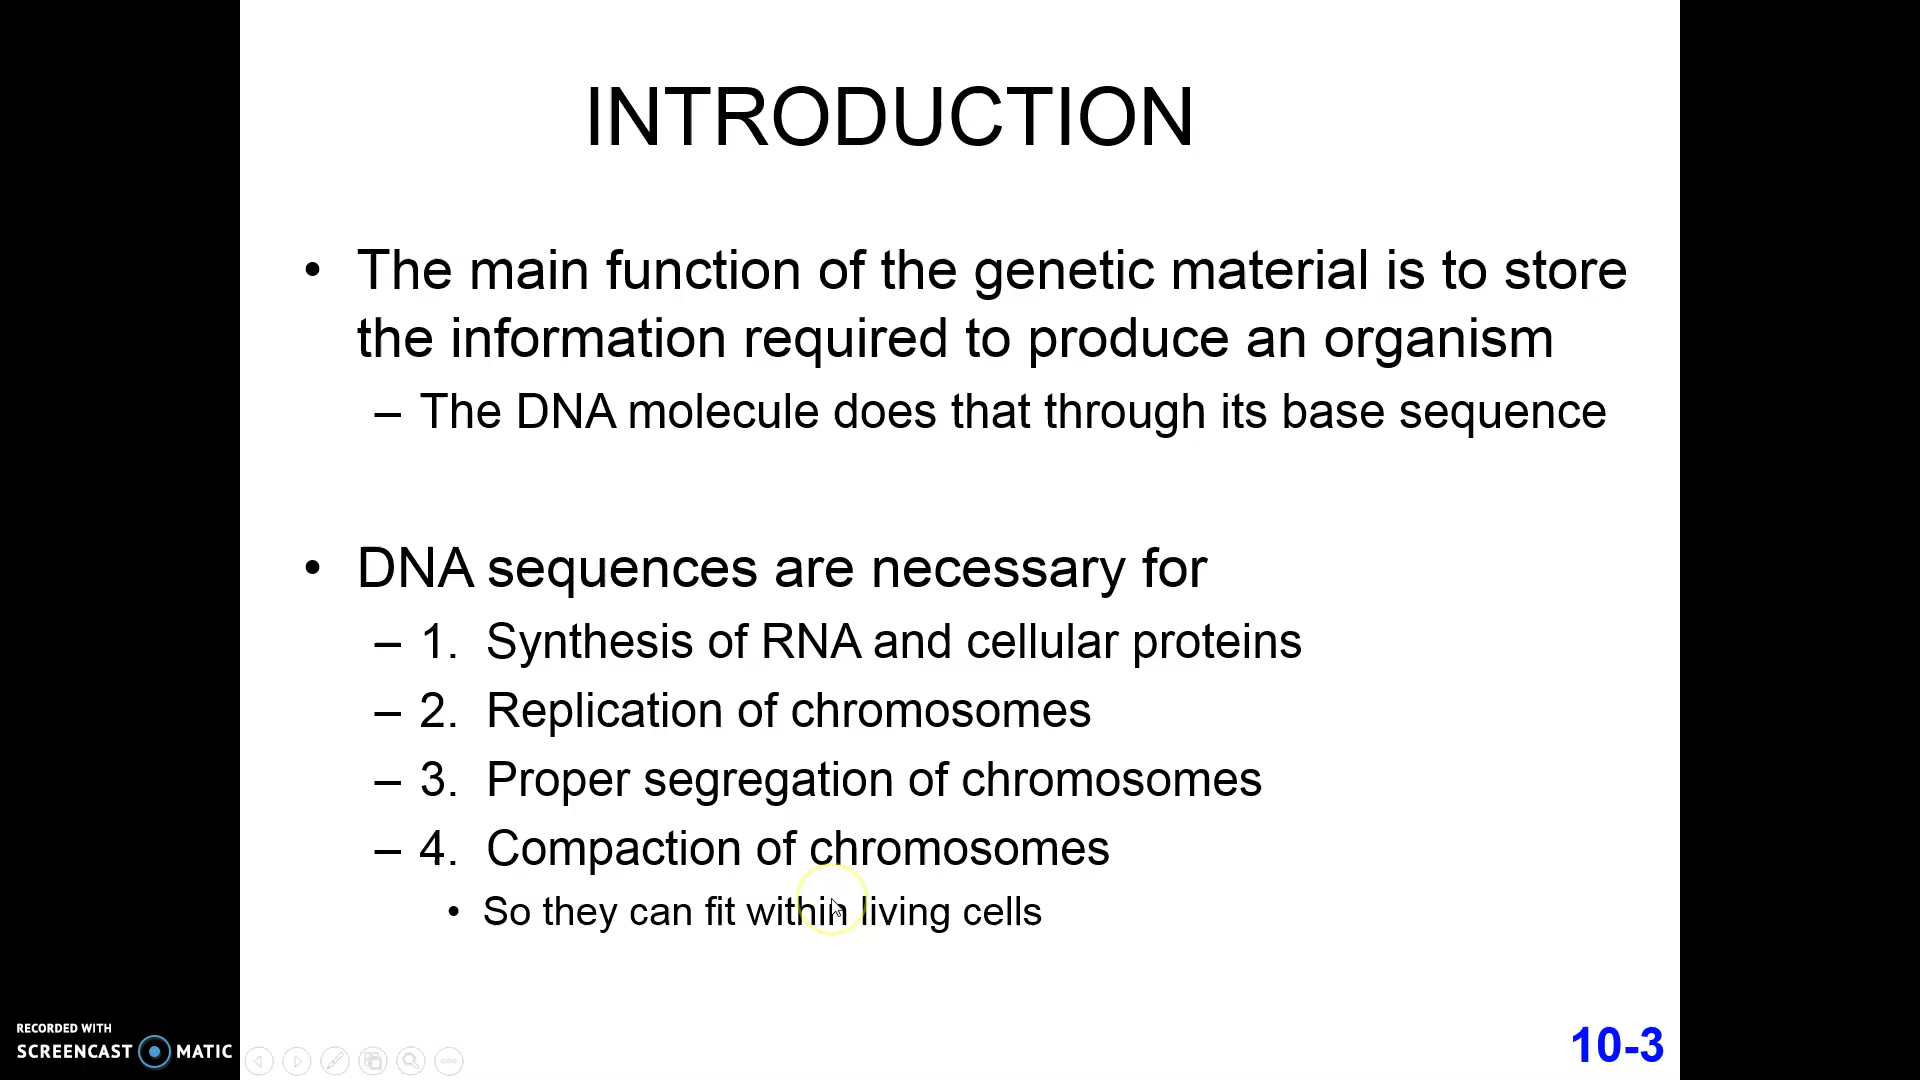 INTRODUCTION
• The main function of the genetic material is to store
the information required to produce an organism
– The DNA molecule does that through its base sequence
• DNA sequences are necessary for
– 1. Synthesis of RNA and cellular proteins
– 2. Replication of chromosomes
– 3. Proper segregation of chromosomes
– 4. Compaction of chromosomes
• So they can fit within living cells
10-3
RECORDED WITH
SCREENCAST MATIC